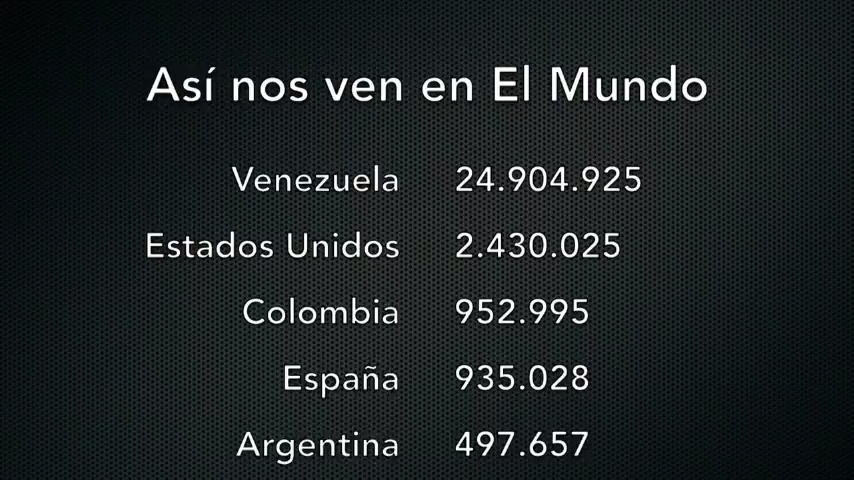 Así nos ven en El Mundo
Venezuela 24.904.925
Estados Unidos 2.430.025
Colombia 952.995
España 935.028
Argentina 497.657